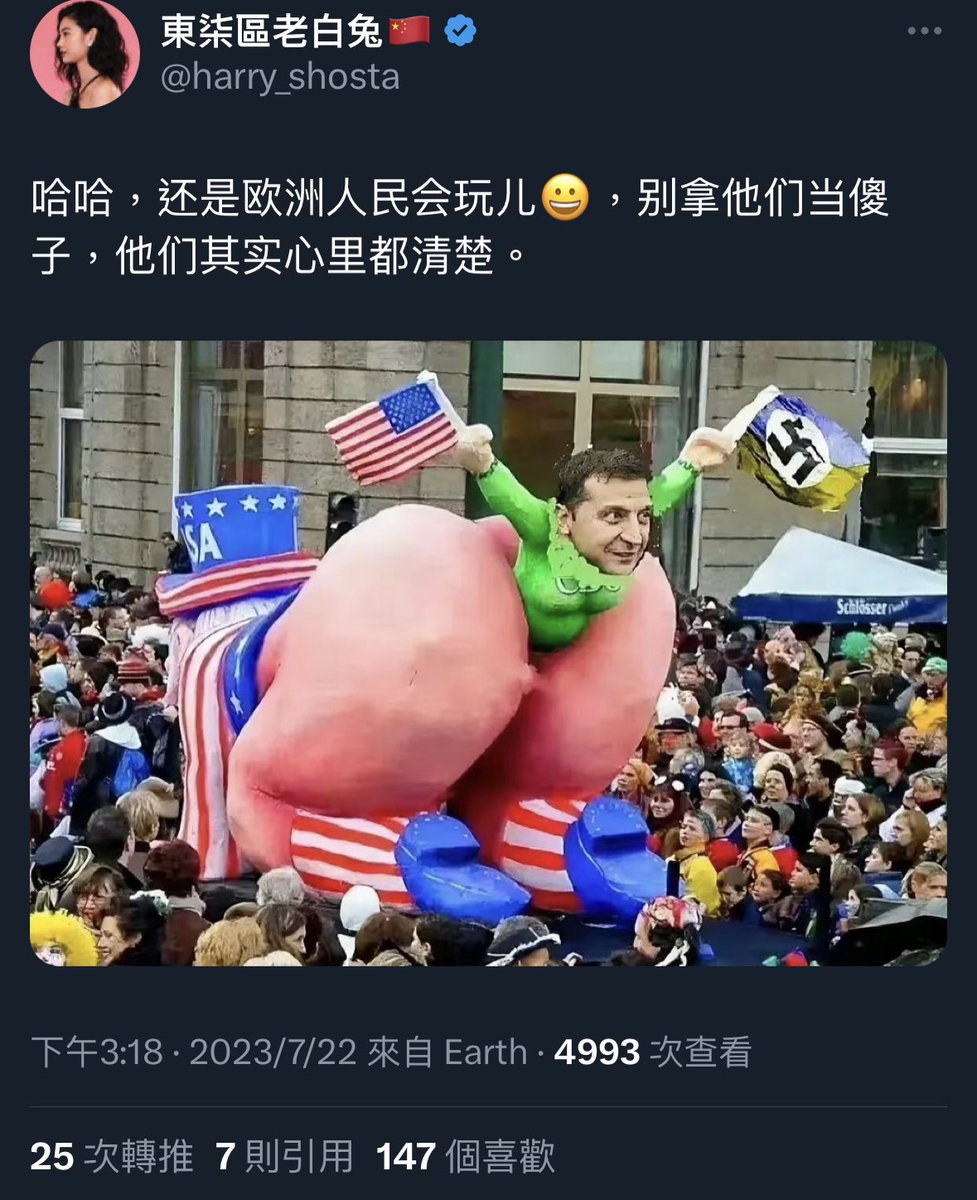 東柒區老白兔🇨🇳
@harry_shosta
哈哈，还是欧洲人民会玩儿😀，别拿他们当傻
子，他们其实心里都清楚。
SA
Schlösser
下午3:18 · 2023/7/22 來自 Earth · 4993 次查看
25 次轉推 7 則引用 147 個喜歡